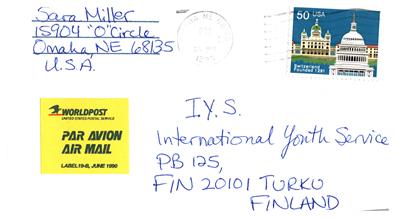 Sara Miller
15904 "O" Circle
Omaha, NE 68135
U.S.A.
50 USA
Switzerland
Founded 1291
WORLDPOST
UNITED STATES POSTAL SERVICE
PAR AVION
AIR MAIL
LABEL 19-B, JUNE 1990
I.Y.S.
International Youth Service
PB 125,
FIN 20101 TURKU
FINLAND